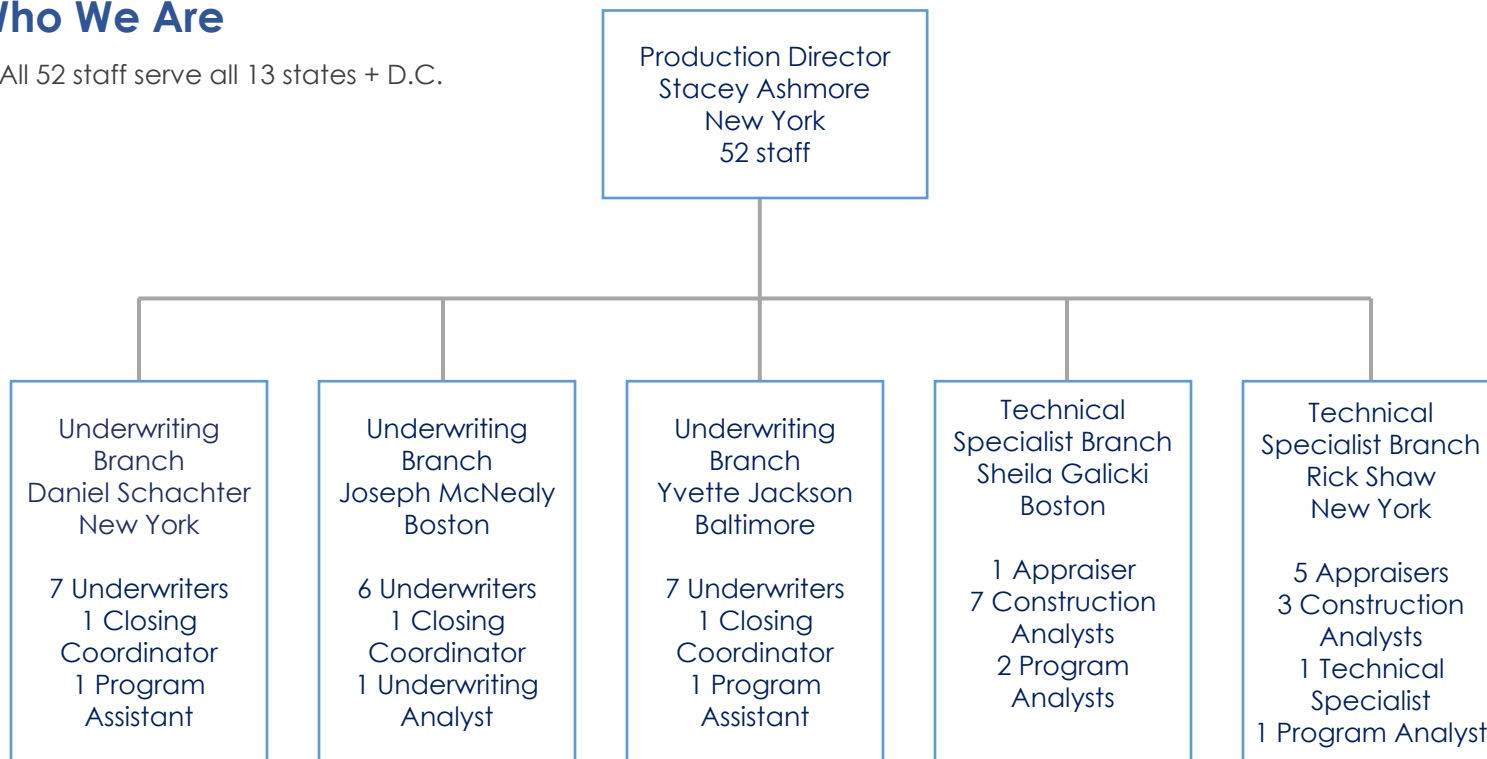 Who We Are
All 52 staff serve all 13 states + D.C.
Production Director
Stacey Ashmore
New York
52 staff
Underwriting
Branch
Daniel Schachter
New York
7 Underwriters
1 Closing
Coordinator
1 Program
Assistant
Underwriting
Branch
Joseph McNealy
Boston
6 Underwriters
1 Closing
Coordinator
1 Underwriting
Analyst
Underwriting
Branch
Yvette Jackson
Baltimore
7 Underwriters
1 Closing
Coordinator
1 Program
Assistant
Technical
Specialist Branch
Sheila Galicki
Boston
1 Appraiser
7 Construction
Analysts
2 Program
Analysts
Technical
Specialist Branch
Rick Shaw
New York
5 Appraisers
3 Construction
Analysts
1 Technical
Specialist
1 Program Analyst